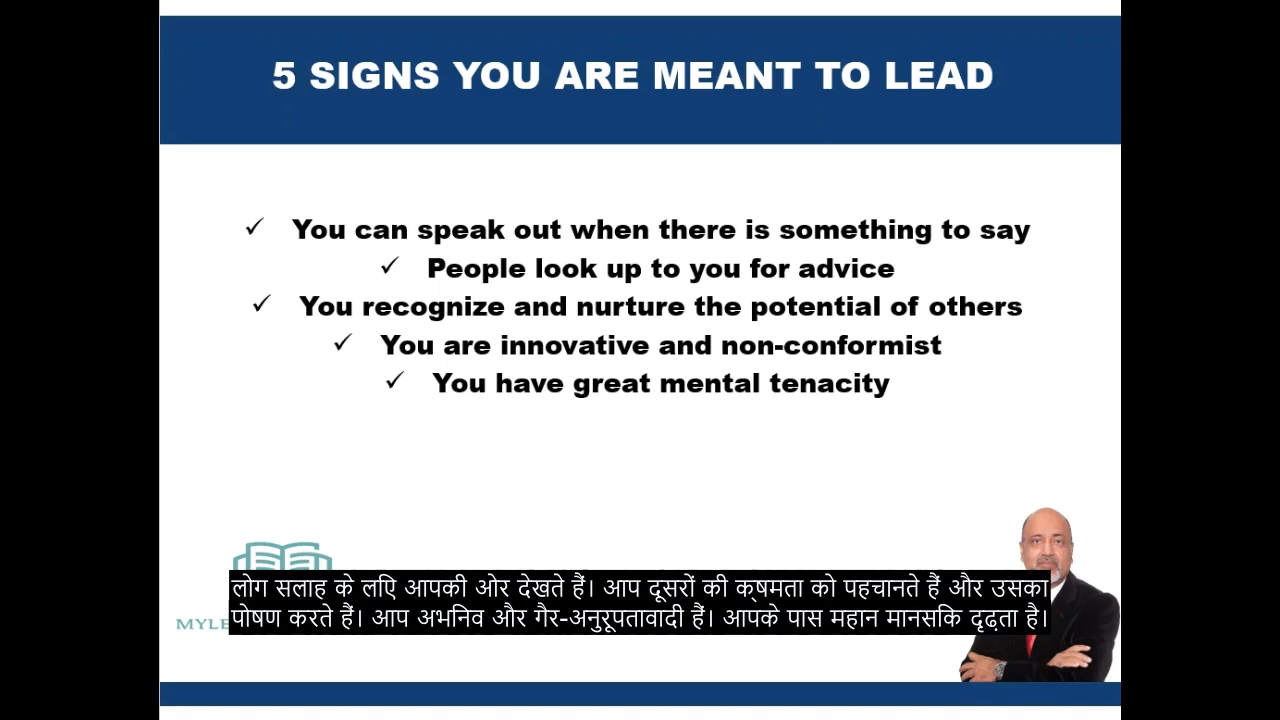 5 SIGNS YOU ARE MEANT TO LEAD
✓ You can speak out when there is something to say
✓ People look up to you for advice
✓ You recognize and nurture the potential of others
✓ You are innovative and non-conformist
✓ You have great mental tenacity
लोग सलाह के लएि आपकी ओर देखते हैं। आप दूसरों की क्‌षमता को पहचानते हैं और उसका
पोषण करते हैं। आप अभनिव और गैर-अनुरूपतावादी हैं। आपके पास महान मानसकि दृढ़ता है।